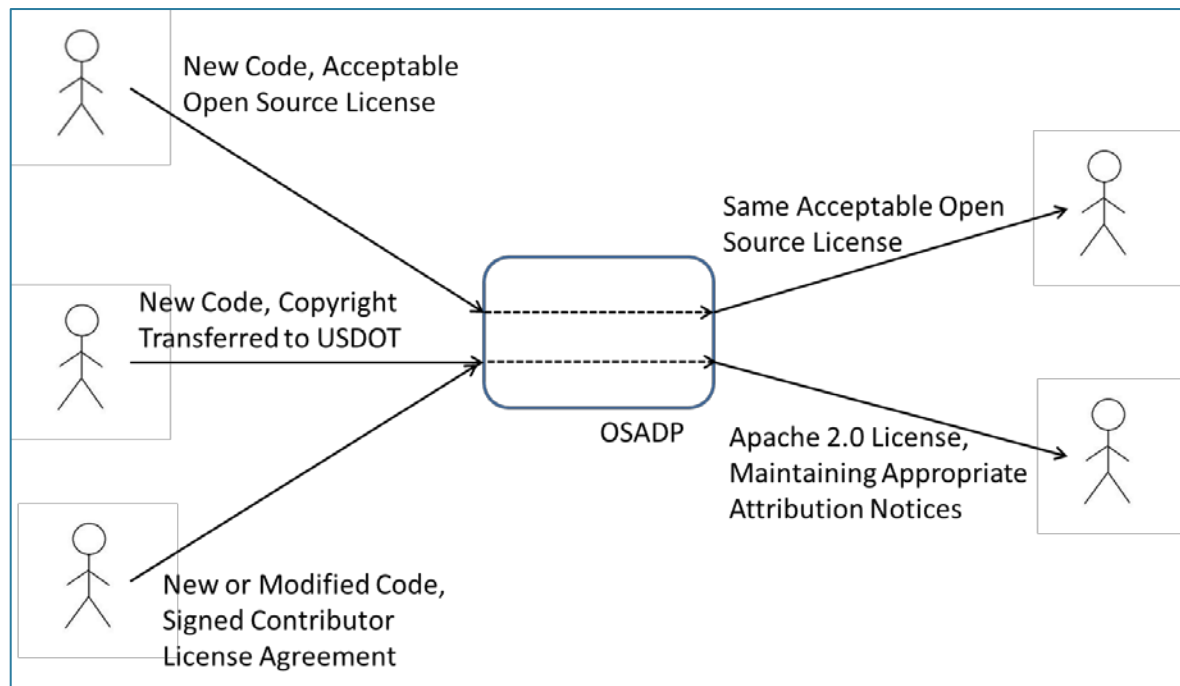 New Code, Acceptable
Open Source License
New Code, Copyright
Transferred to USDOT
New or Modified Code,
Signed Contributor
License Agreement
OSADP
Same Acceptable Open
Source License
Apache 2.0 License,
Maintaining Appropriate
Attribution Notices